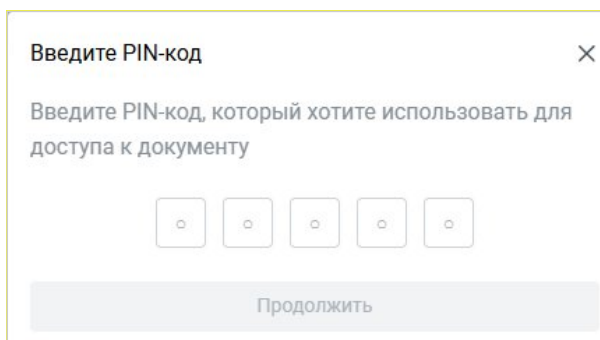 Введите PIN-код
Введите PIN-код, который хотите использовать для
доступа к документу
Продолжить